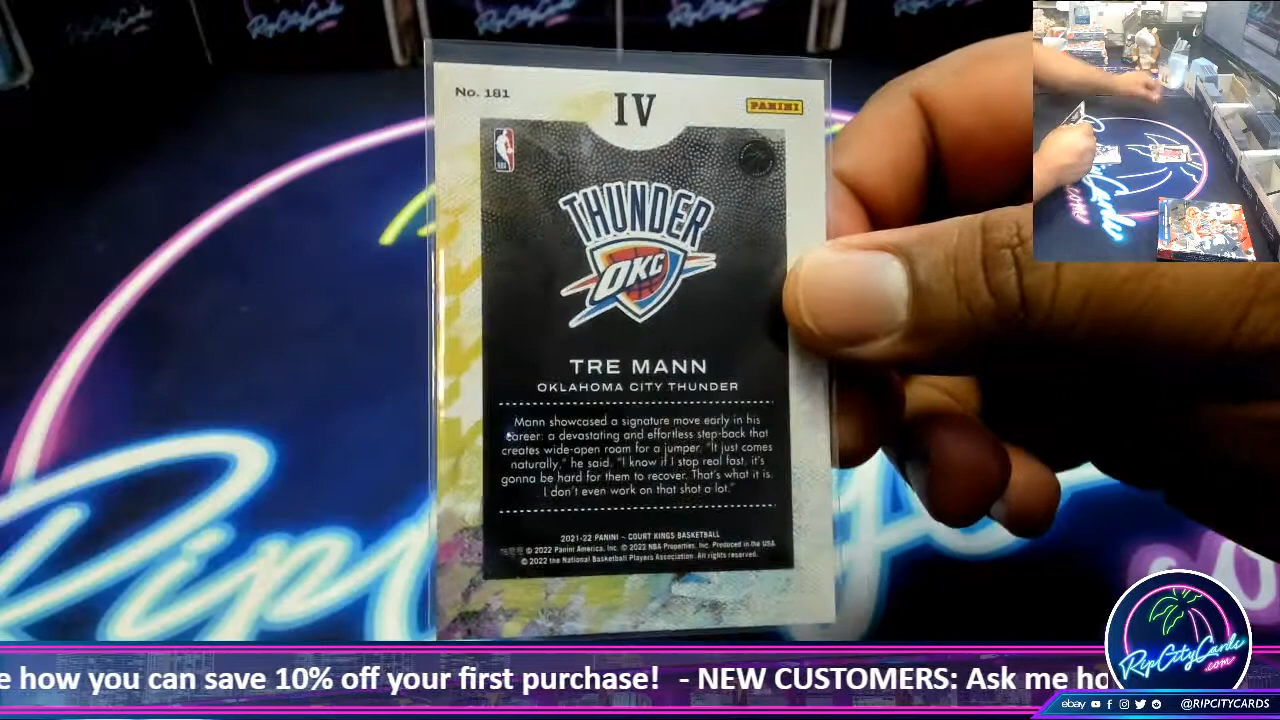 RipCityCards
RipCityCards
RipCityCards
No. 181
IV
PANINI
THUNDER
OKC
TRE MANN
OKLAHOMA CITY THUNDER
Mann showcased a signature move early in his
career: a devastating and effortless step-back that
creates wide-open room for a jumper. "It just comes
naturally," he said. "I know if I stop real fast, it's
gonna be hard for them to recover. That's what it is.
I don't even work on that shot a lot."
2021-22 PANINI – COURT KINGS BASKETBALL
© 2022 Panini America, Inc. © 2022 NBA Properties, Inc. Produced in the USA.
© 2022 the National Basketball Players Association. All rights reserved.
e how you can save 10% off your first purchase! - NEW CUSTOMERS: Ask me ho
RipCityCards
.com
ebay @RIPCITYCARDS